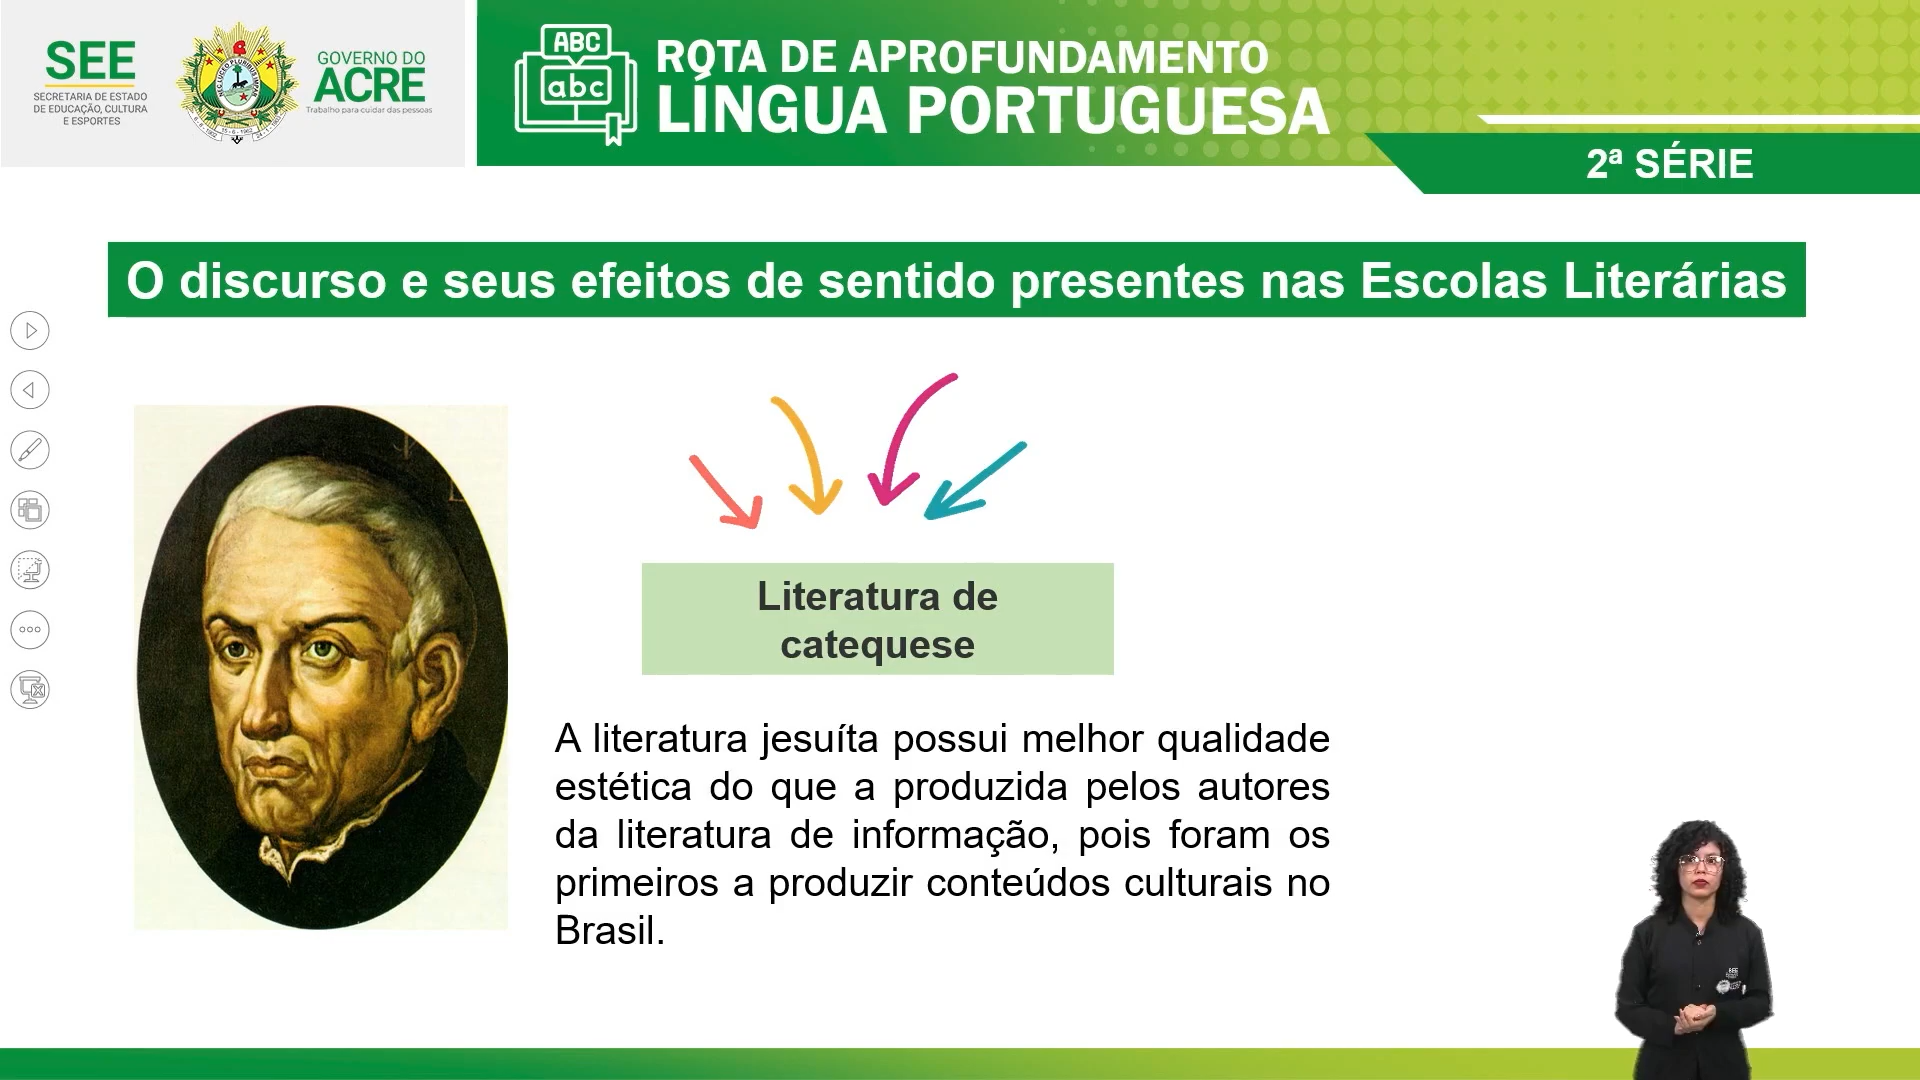 SEE
SECRETARIA DE ESTADO
DE EDUCAÇÃO, CULTURA
E ESPORTES
GOVERNO DO
ACRE
Trabalho para cuidar das pessoas
ABC
abc
ROTA DE APROFUNDAMENTO
LÍNGUA PORTUGUESA
2ª SÉRIE
O discurso e seus efeitos de sentido presentes nas Escolas Literárias
Literatura de
catequese
A literatura jesuíta possui melhor qualidade
estética do que a produzida pelos autores
da literatura de informação, pois foram os
primeiros a produzir conteúdos culturais no
Brasil.
SEE